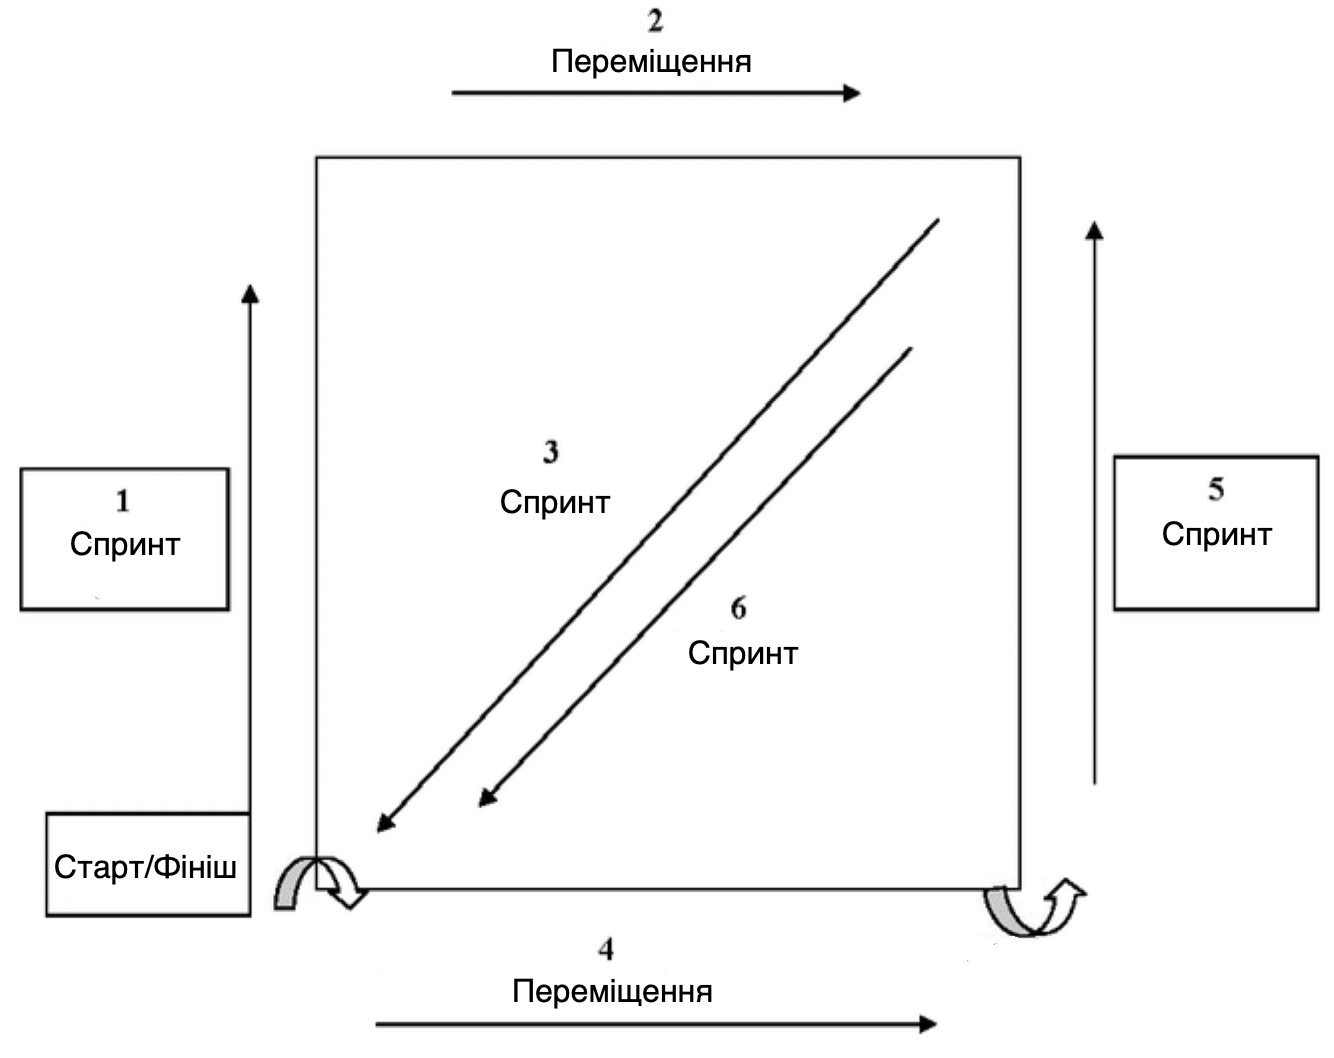 2
Переміщення
1
Спринт
3
Спринт
5
Спринт
6
Спринт
Старт/Фініш
4
Переміщення